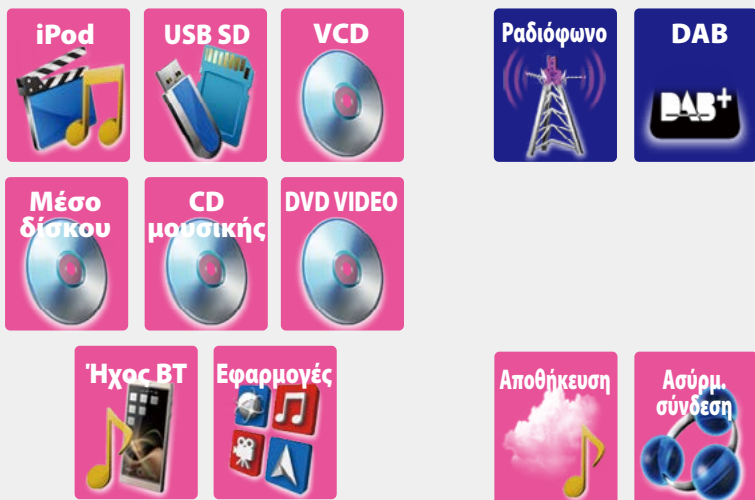 iPod
USB SD
VCD
Ραδιόφωνο
DAB
DAB+
Μέσο
δίσκου
CD
μουσικής
DVD VIDEO
Ήχος BT
Εφαρμογές
Αποθήκευση
Ασύρμ.
σύνδεση